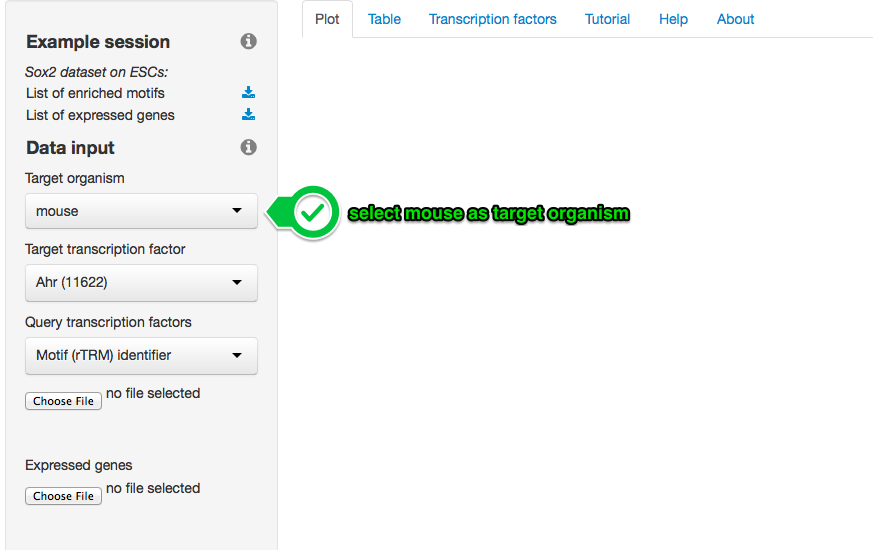 Example session
Sox2 dataset on ESCs:
List of enriched motifs
List of expressed genes
Data input
Target organism
mouse
Target transcription factor
Ahr (11622)
Query transcription factors
Motif (rTRM) identifier
Choose File no file selected
Expressed genes
Choose File no file selected
Plot Table Transcription factors Tutorial Help About
select mouse as target organism